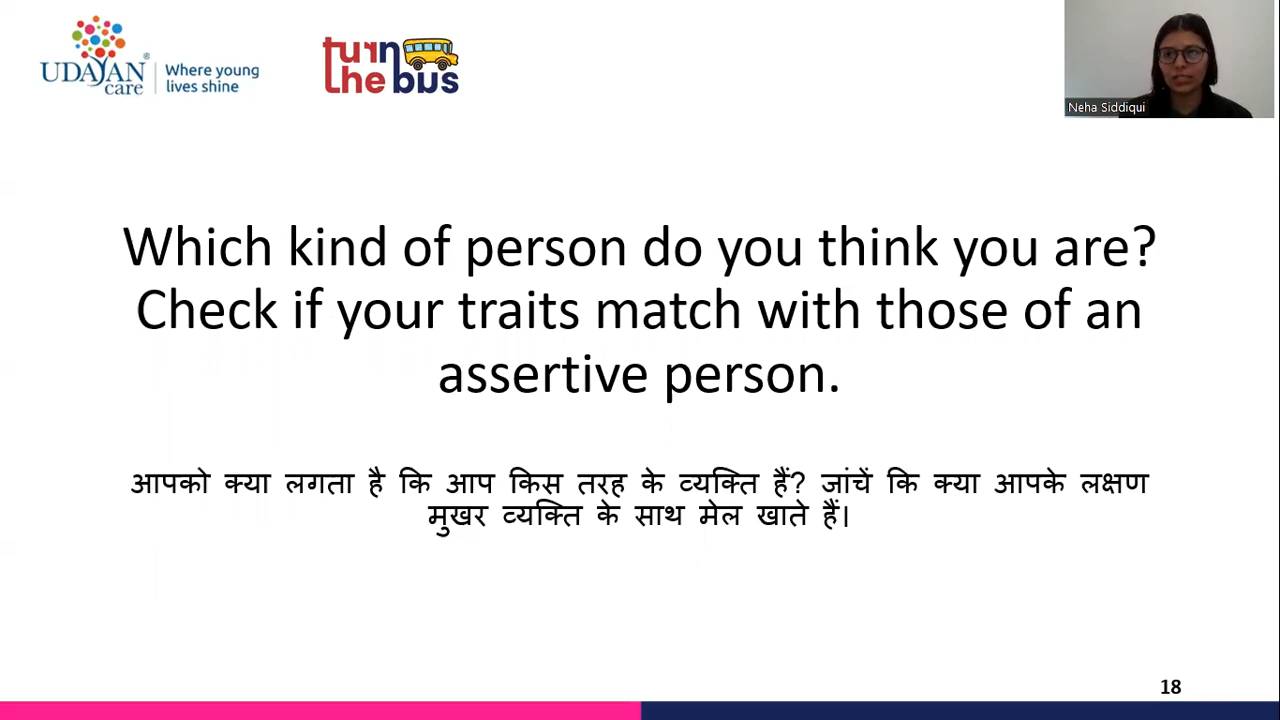 UDAYAN care
Where young
lives shine
turn
the bus
Neha Siddiqui
Which kind of person do you think you are?
Check if your traits match with those of an
assertive person.
आपको क्या लगता है कि आप किस तरह के व्यक्ति हैं? जांचें कि क्या आपके लक्षण
मुखर व्यक्ति के साथ मेल खाते हैं।
18